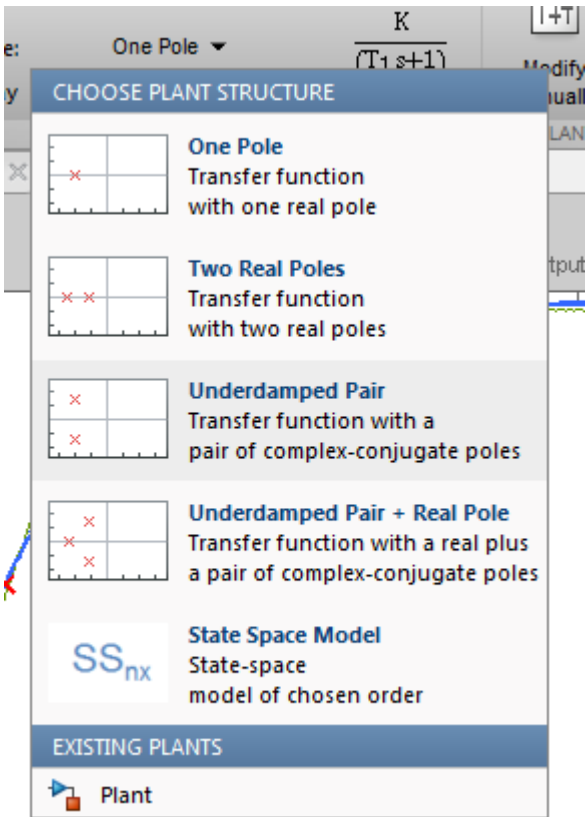 e:
One Pole
K
(T1 s+1)
CHOOSE PLANT STRUCTURE
One Pole
Transfer function
with one real pole
Two Real Poles
Transfer function
with two real poles
Underdamped Pair
Transfer function with a
pair of complex-conjugate poles
Underdamped Pair + Real Pole
Transfer function with a real plus
a pair of complex-conjugate poles
SSnx
State Space Model
State-space
model of chosen order
EXISTING PLANTS
Plant